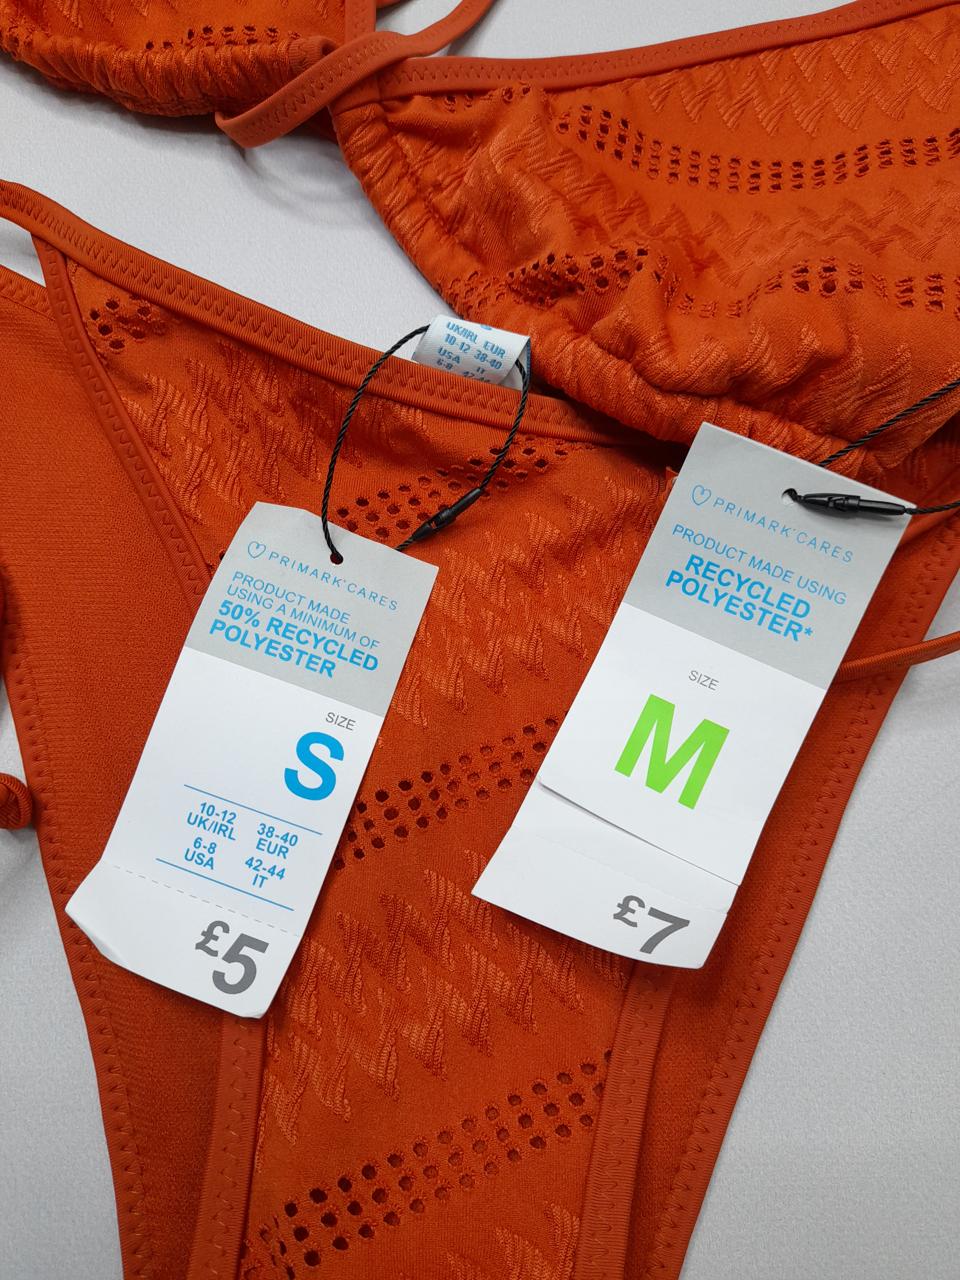 UK/IRL EUR
10-12 38-40
USA IT
6-8
PRIMARK CARES
PRODUCT MADE
USING A MINIMUM OF
50% RECYCLED
POLYESTER
SIZE
S
10-12
UK/IRL
38-40
EUR
6-8
USA
42-44
IT
£5
PRIMARK CARES
PRODUCT MADE USING
RECYCLED
POLYESTER*
SIZE
M
£7